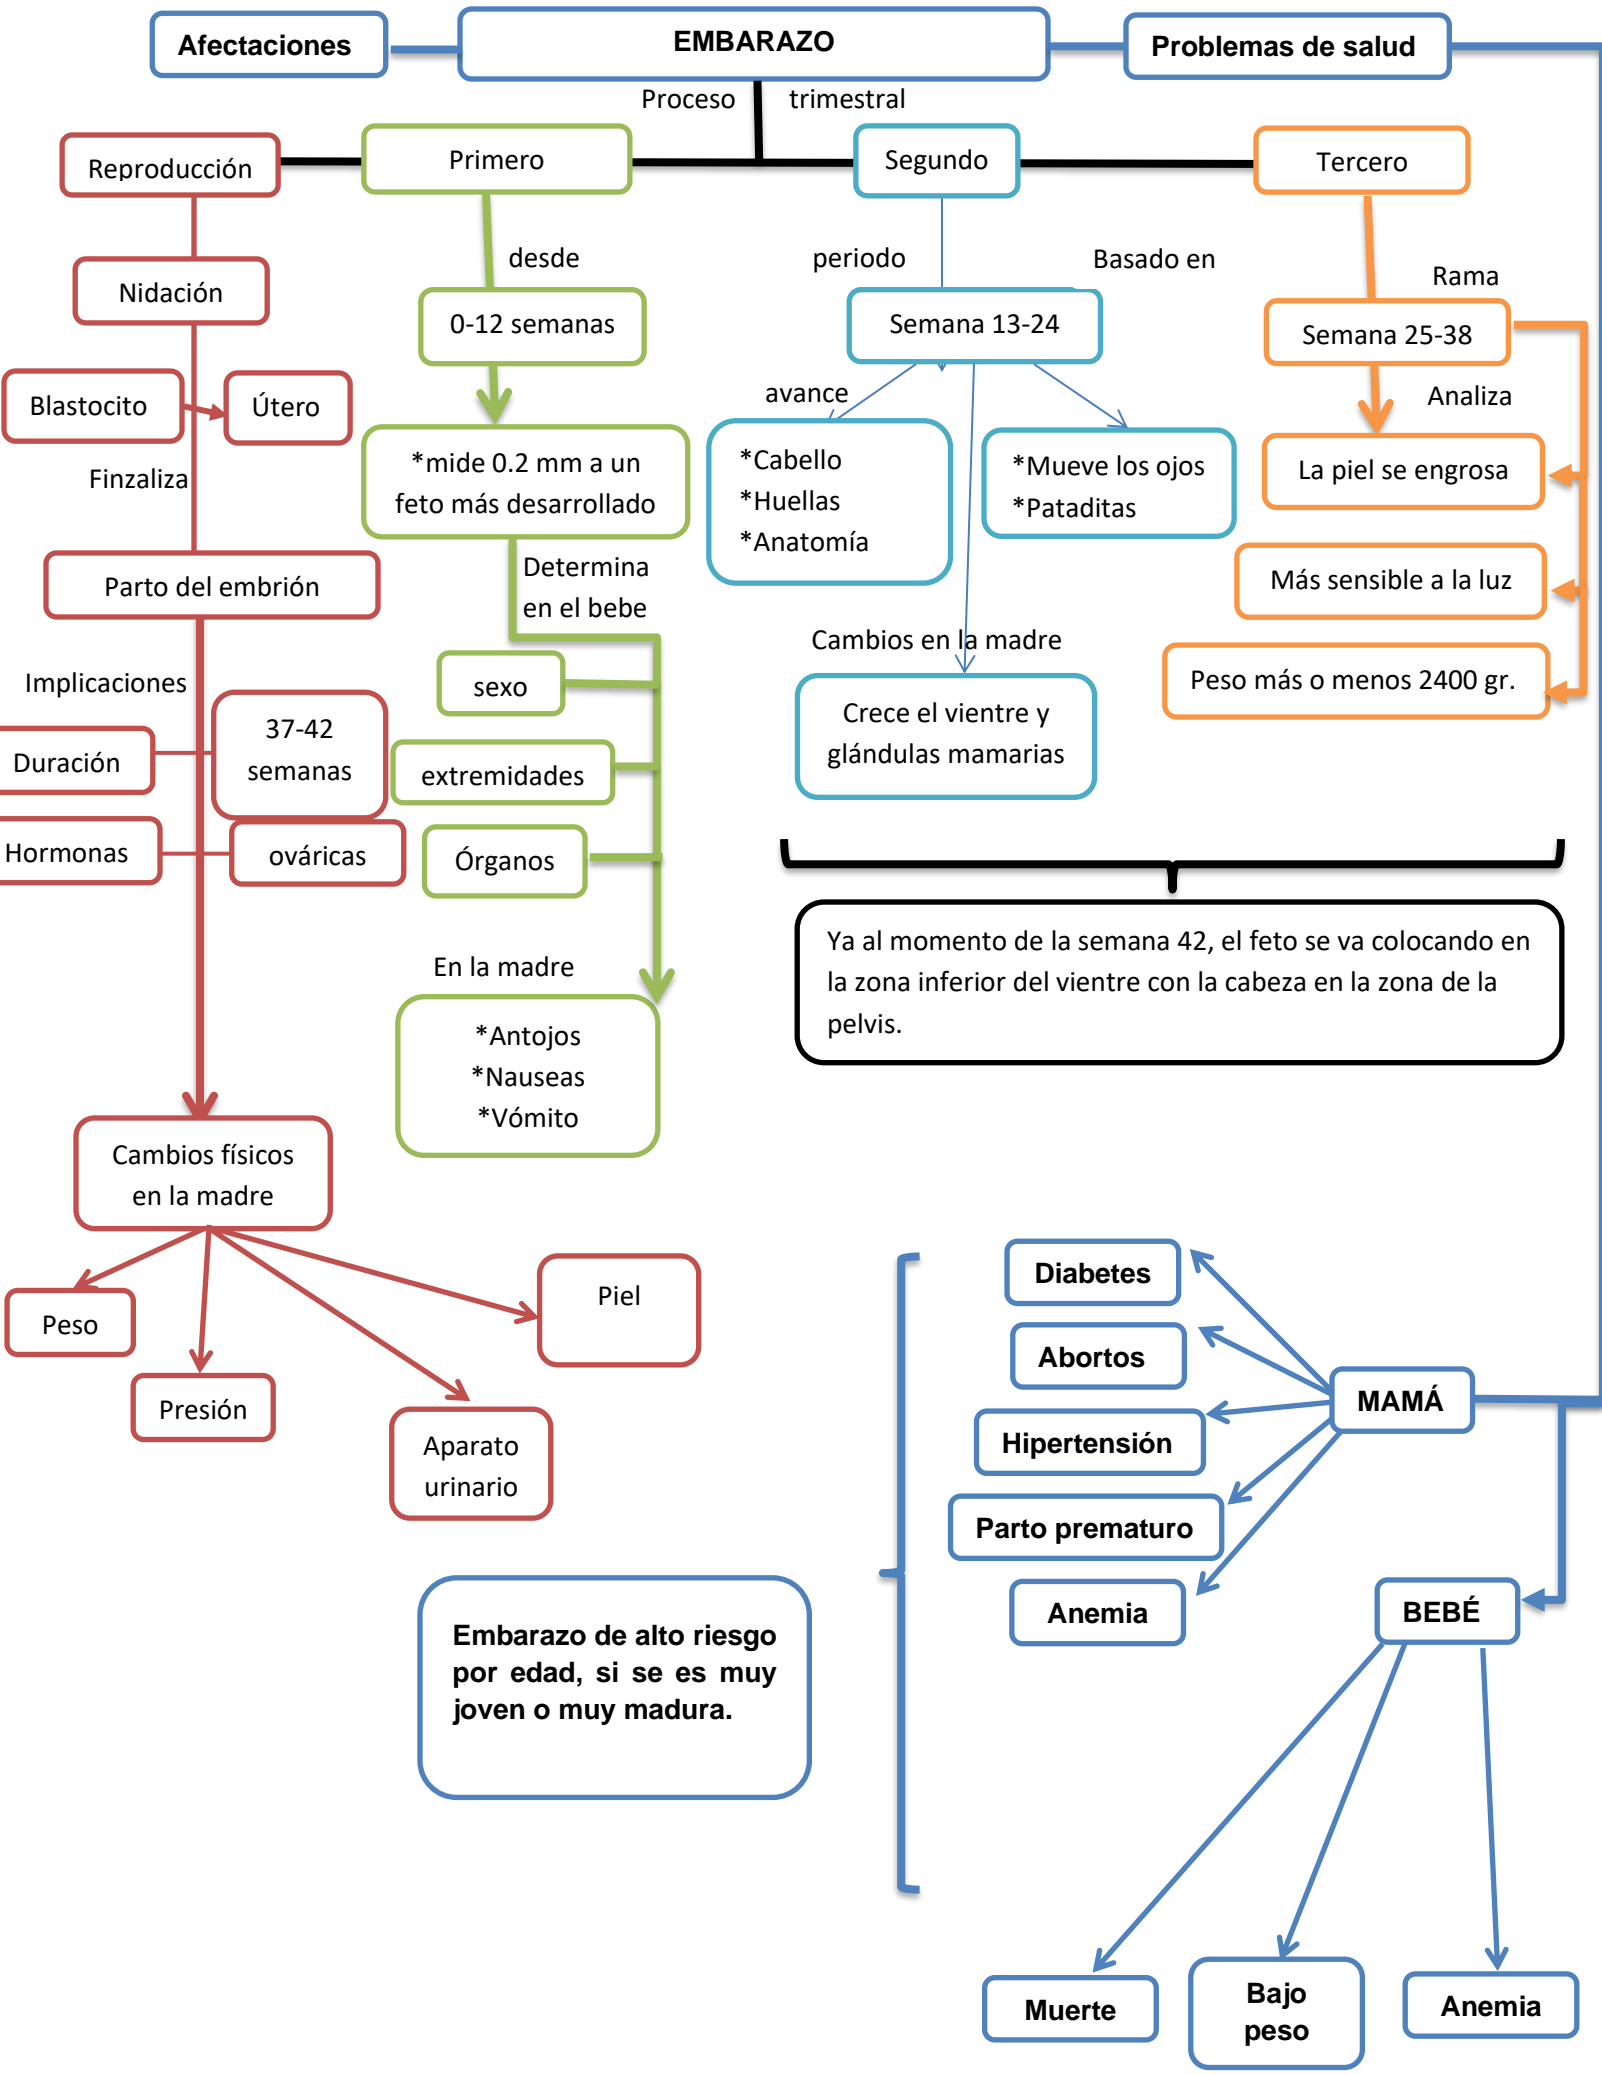 Afectaciones
EMBARAZO
Problemas de salud
Proceso trimestral
Reproducción
Primero
Segundo
Tercero
desde
periodo
Basado en
Rama
Nidación
0-12 semanas
Semana 13-24
Semana 25-38
avance
Analiza
Blastocito
Útero
*mide 0.2 mm a un
feto más desarrollado
*Cabello
*Huellas
*Anatomía
*Mueve los ojos
*Pataditas
La piel se engrosa
Finzaliza
Parto del embrión
Determina
en el bebe
Más sensible a la luz
Cambios en la madre
Implicaciones
sexo
Peso más o menos 2400 gr.
37-42
semanas
Crece el vientre y
glándulas mamarias
Duración
extremidades
Hormonas
ováricas
Órganos
Ya al momento de la semana 42, el feto se va colocando en
la zona inferior del vientre con la cabeza en la zona de la
pelvis.
En la madre
*Antojos
*Nauseas
*Vómito
Cambios físicos
en la madre
Peso
Presión
Aparato
urinario
Piel
Diabetes
Abortos
Hipertensión
Parto prematuro
Anemia
MAMÁ
BEBÉ
Embarazo de alto riesgo
por edad, si se es muy
joven o muy madura.
Muerte
Bajo
peso
Anemia